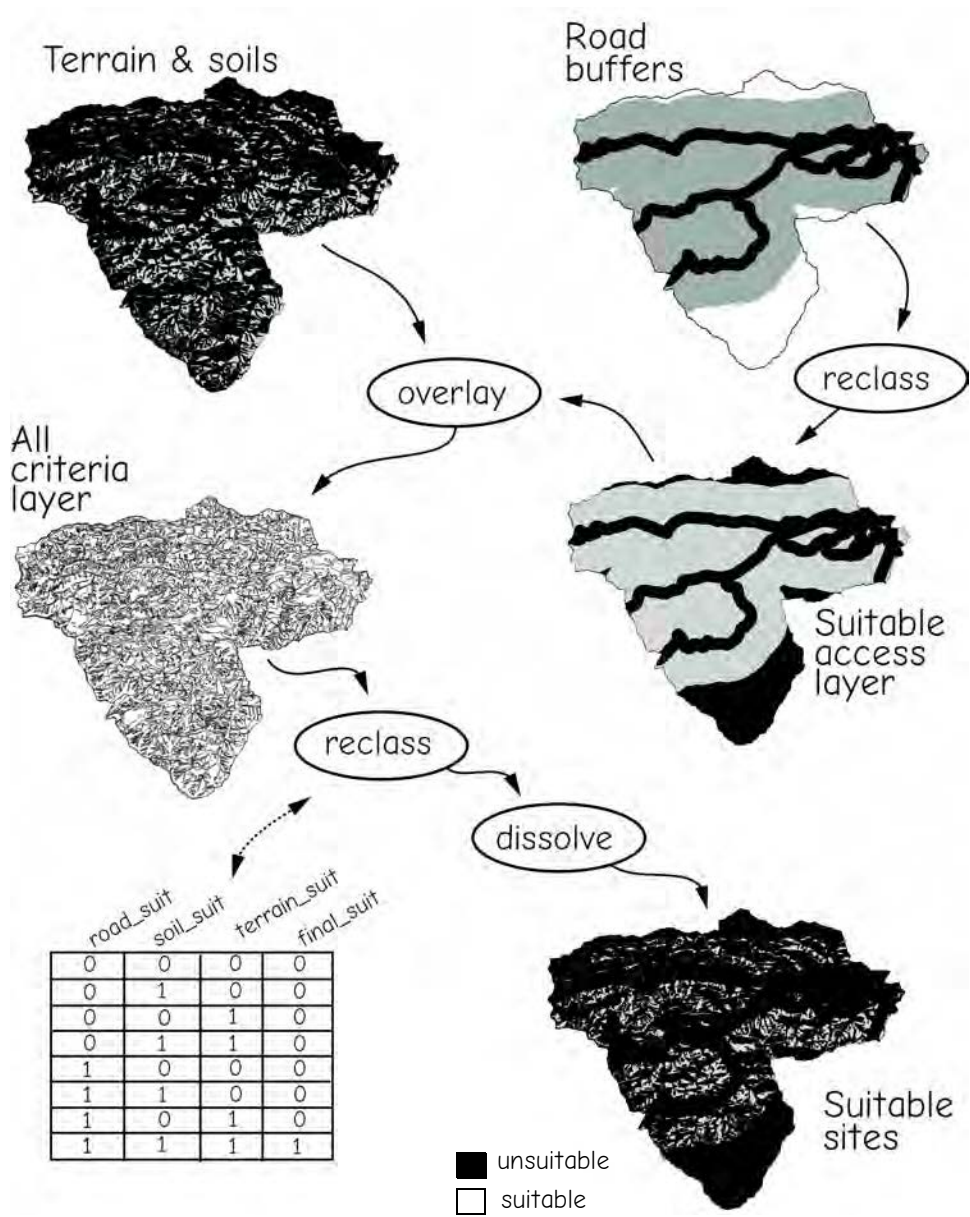 Terrain & soils
Road
buffers
overlay
reclass
All
criteria
layer
Suitable
access
layer
reclass
dissolve
road_suit soil_suit terrain_suit final_suit
0 0 0 0
0 1 0 0
0 0 1 0
0 1 1 0
1 0 0 0
1 1 0 0
1 0 1 0
1 1 1 1
Suitable
sites
unsuitable
suitable